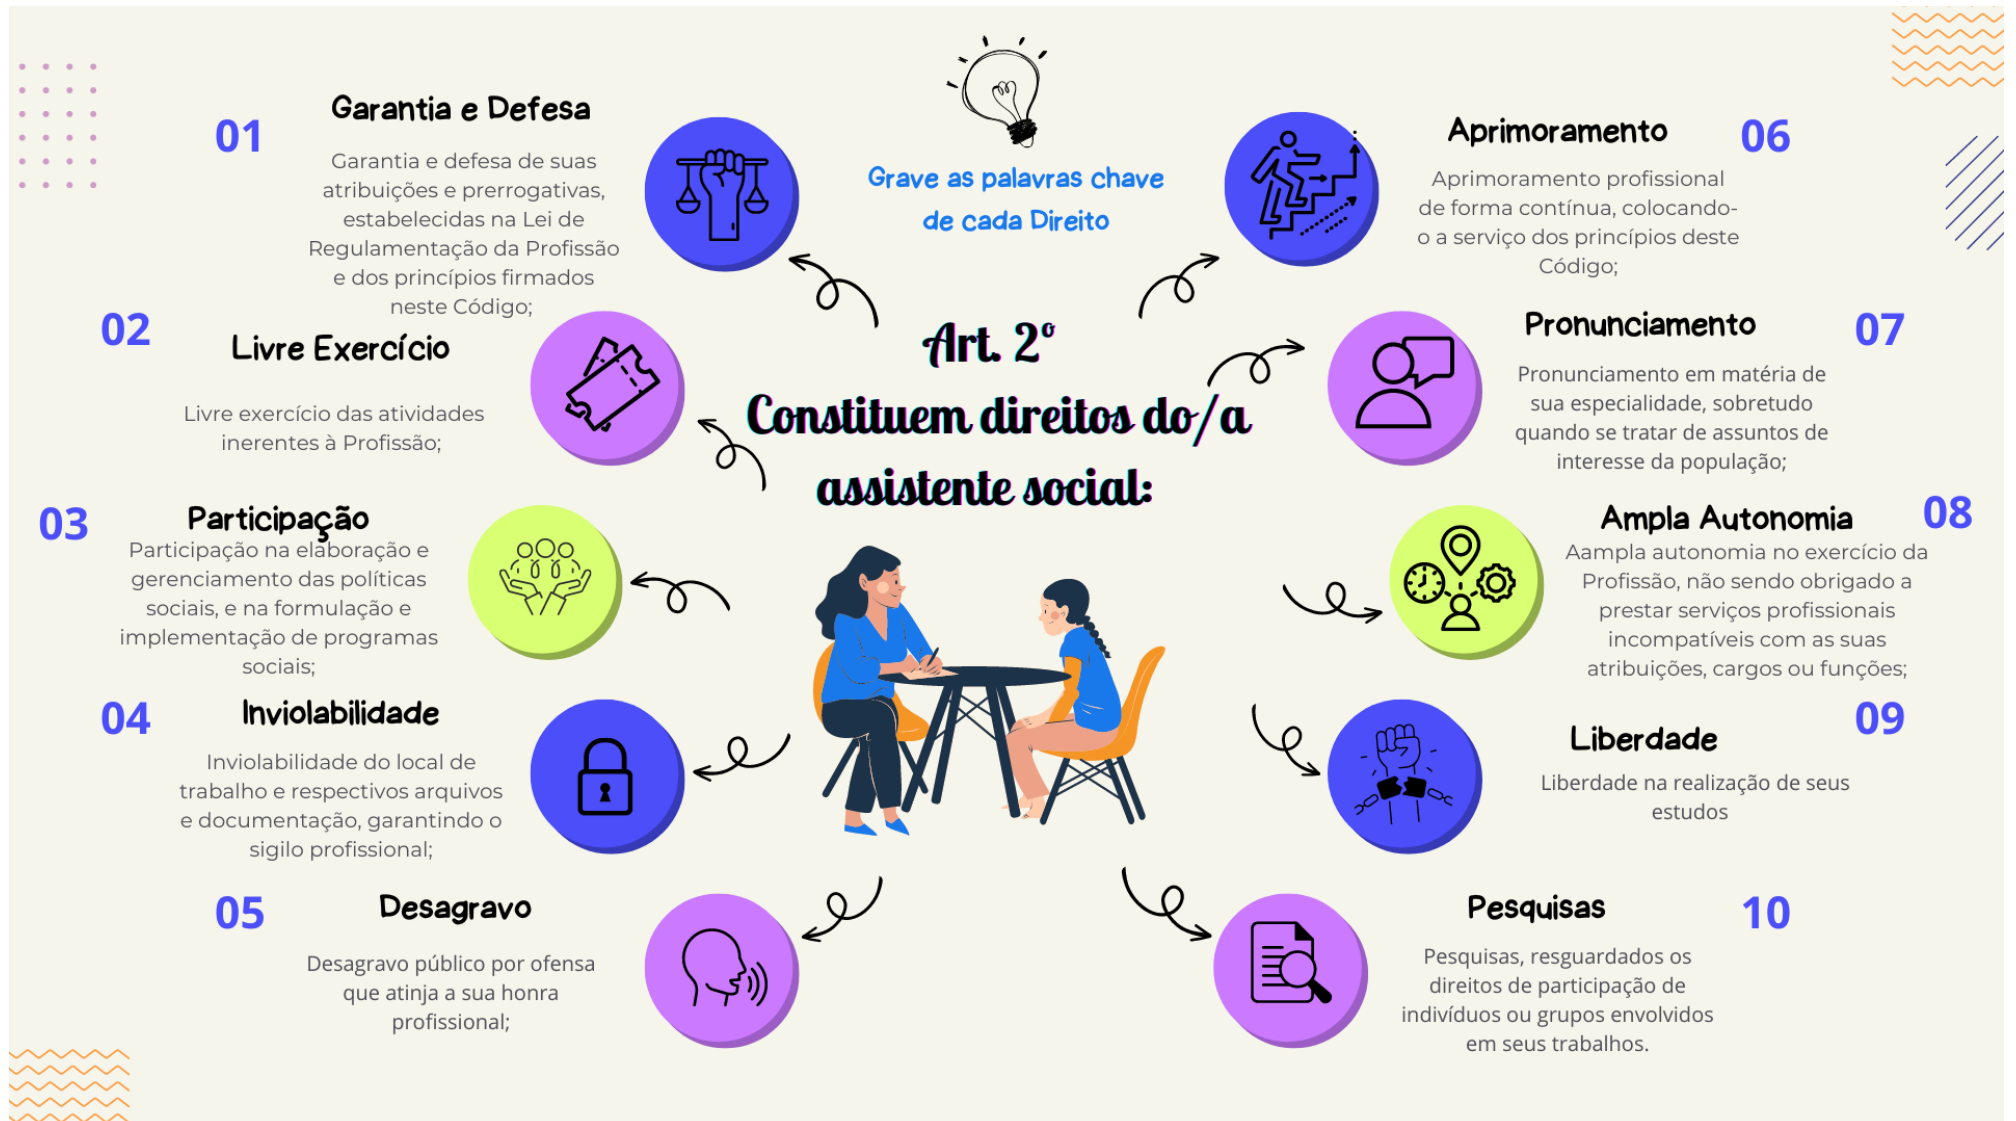 Grave as palavras chave
de cada Direito
Art. 2º
Constituem direitos do/a
assistente social:
01
Garantia e Defesa
Garantia e defesa de suas
atribuições e prerrogativas,
estabelecidas na Lei de
Regulamentação da Profissão
e dos princípios firmados
neste Código;
02
Livre Exercício
Livre exercício das atividades
inerentes à Profissão;
03
Participação
Participação na elaboração e
gerenciamento das políticas
sociais, e na formulação e
implementação de programas
sociais;
04
Inviolabilidade
Inviolabilidade do local de
trabalho e respectivos arquivos
e documentação, garantindo o
sigilo profissional;
05
Desagravo
Desagravo público por ofensa
que atinja a sua honra
profissional;
Aprimoramento
06
Aprimoramento profissional
de forma contínua, colocando-
o a serviço dos princípios deste
Código;
Pronunciamento
07
Pronunciamento em matéria de
sua especialidade, sobretudo
quando se tratar de assuntos de
interesse da população;
Ampla Autonomia
08
Aampla autonomia no exercício da
Profissão, não sendo obrigado a
prestar serviços profissionais
incompatíveis com as suas
atribuições, cargos ou funções;
09
Liberdade
Liberdade na realização de seus
estudos
Pesquisas
10
Pesquisas, resguardados os
direitos de participação de
indivíduos ou grupos envolvidos
em seus trabalhos.